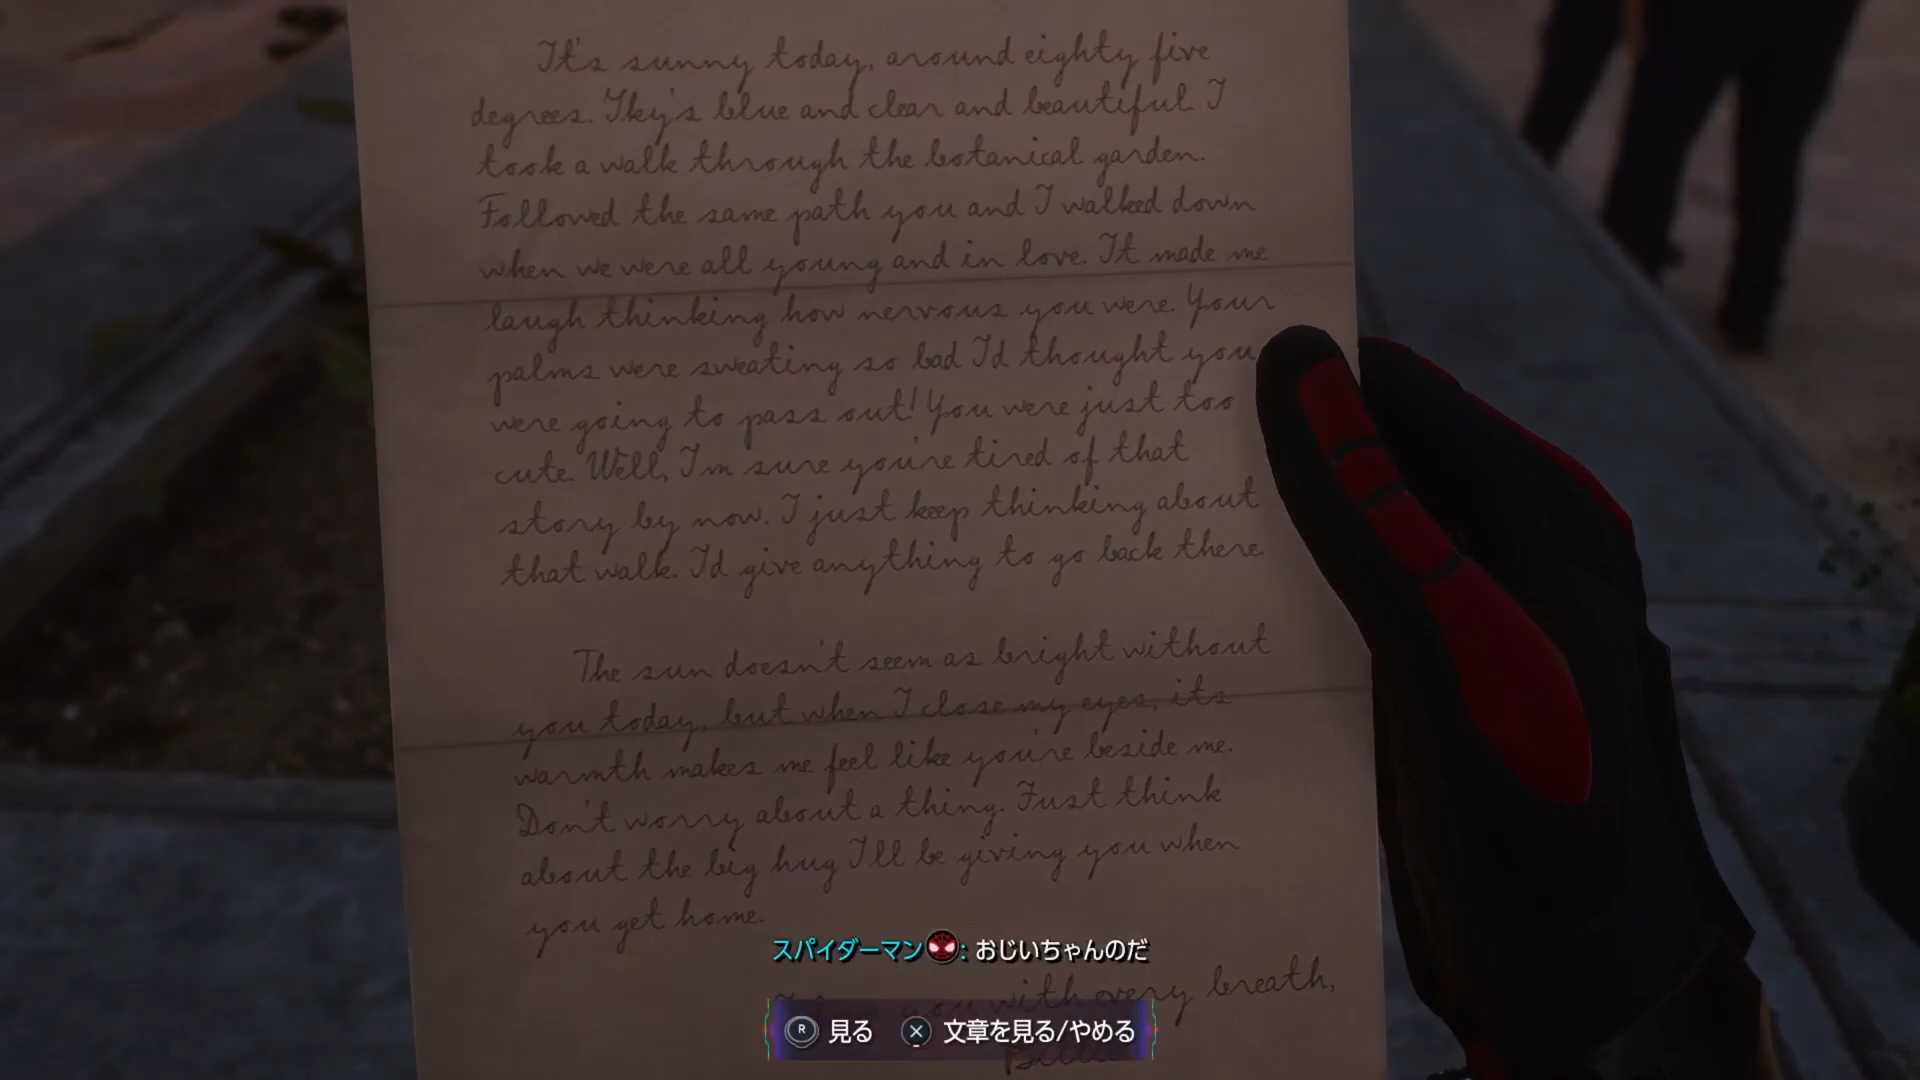 It's sunny today, around eighty five
degrees. Sky's blue and clear and beautiful. I
took a walk through the botanical garden.
Followed the same path you and I walked down
when we were all young and in love. It made me
laugh thinking how nervous you were. Your
palms were sweating so bad I'd thought you
were going to pass out! You were just too
cute. Well, I'm sure you're tired of that
story by now. I just keep thinking about
that walk. I'd give anything to go back there
The sun doesn't seem as bright without
you today, but when I close my eyes, its
warmth makes me feel like you're beside me.
Don't worry about a thing. Just think
about the big hug I'll be giving you when
you get home.
スパイダーマン: おじいちゃんのだ
you with every breath,
R 見る × 文章を見る/やめる